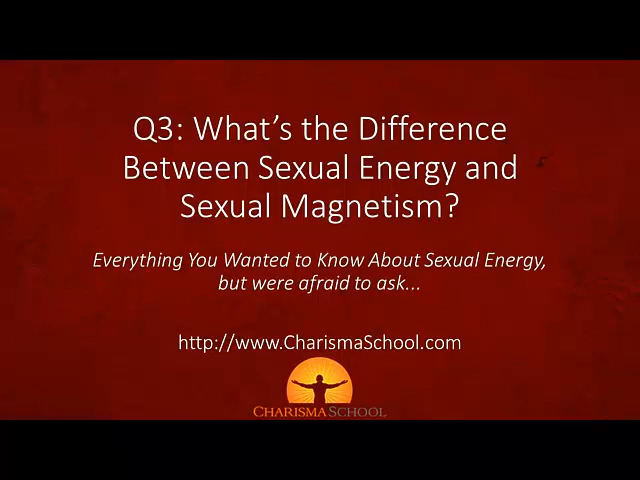 Q3: What’s the Difference
Between Sexual Energy and
Sexual Magnetism?
Everything You Wanted to Know About Sexual Energy,
but were afraid to ask...
http://www.CharismaSchool.com
CHARISMA SCHOOL